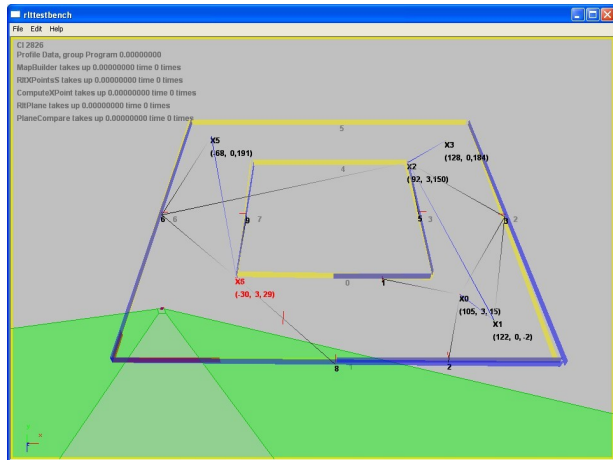 rlttestbench
File Edit Help
CI 2826
Profile Data, group Program 0.00000000
MapBuilder takes up 0.00000000 time 0 times
RltXPointsS takes up 0.00000000 time 0 times
ComputeXPoint takes up 0.00000000 time 0 times
RltPlane takes up 0.00000000 time 0 times
PlaneCompare takes up 0.00000000 time 0 times
5
X5
(-68, 0,191)
X3
(128, 0,184)
4
X2
(92, 3,150)
6
6
9
7
5
3
3
2
X6
(-30, 3, 29)
0
1
X0
(105, 3, 15)
X1
(122, 0, -2)
8
1
2